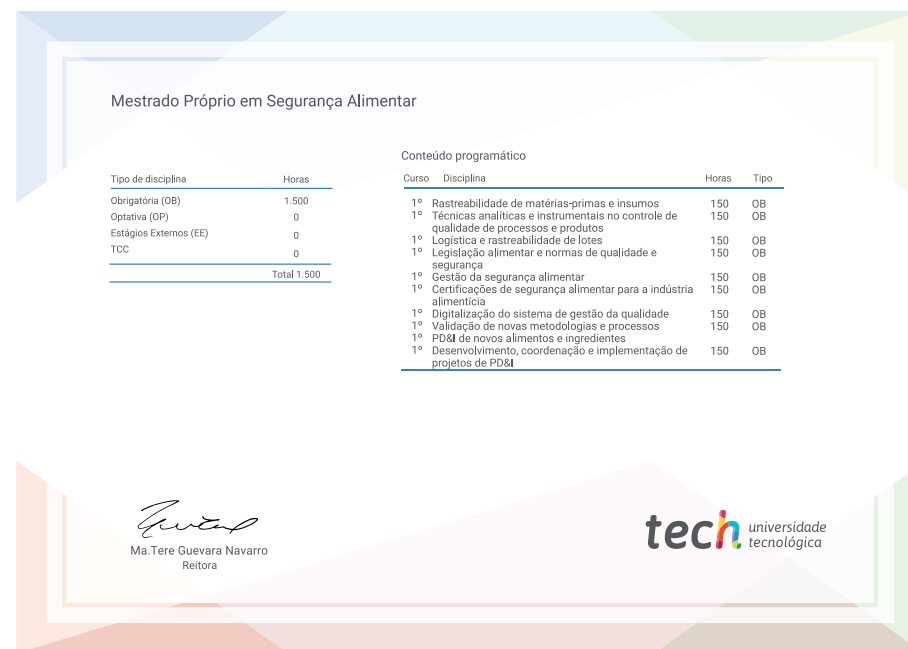 Mestrado Próprio em Segurança Alimentar
Tipo de disciplina Horas
Obrigatória (OB) 1.500
Optativa (OP) 0
Estágios Externos (EE) 0
TCC 0
Total 1.500
Conteúdo programático
Curso Disciplina Horas Tipo
1º Rastreabilidade de matérias-primas e insumos 150 OB
1º Técnicas analíticas e instrumentais no controle de 150 OB
qualidade de processos e produtos
1º Logística e rastreabilidade de lotes 150 OB
1º Legislação alimentar e normas de qualidade e 150 OB
segurança
1º Gestão da segurança alimentar 150 OB
1º Certificações de segurança alimentar para a indústria 150 OB
alimentícia
1º Digitalização do sistema de gestão da qualidade 150 OB
1º Validação de novas metodologias e processos 150 OB
1º PD&I de novos alimentos e ingredientes
1º Desenvolvimento, coordenação e implementação de 150 OB
projetos de PD&I
Ma.Tere Guevara Navarro
Reitora
tech universidade
tecnológica